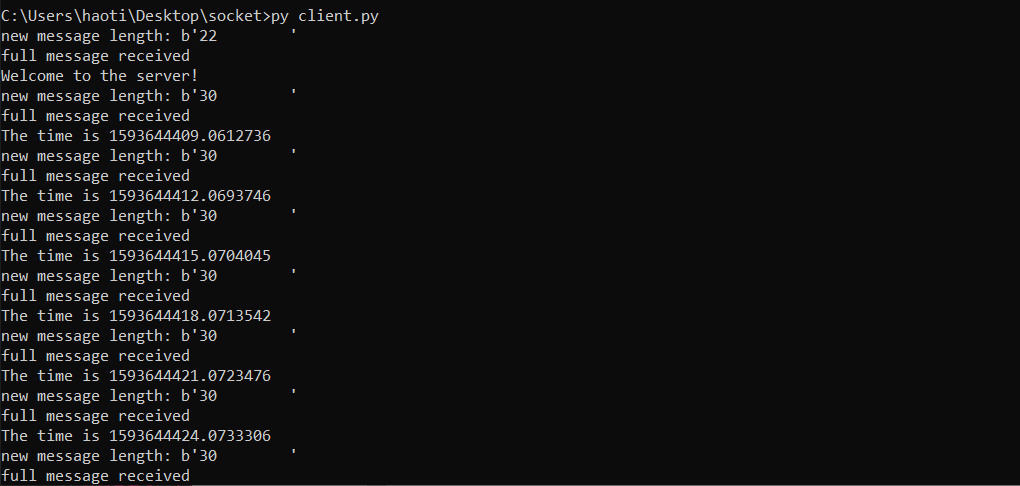 C:\Users\haoti\Desktop\socket>py client.py
new message length: b'22        '
full message received
Welcome to the server!
new message length: b'30        '
full message received
The time is 1593644409.0612736
new message length: b'30        '
full message received
The time is 1593644412.0693746
new message length: b'30        '
full message received
The time is 1593644415.0704045
new message length: b'30        '
full message received
The time is 1593644418.0713542
new message length: b'30        '
full message received
The time is 1593644421.0723476
new message length: b'30        '
full message received
The time is 1593644424.0733306
new message length: b'30        '
full message received